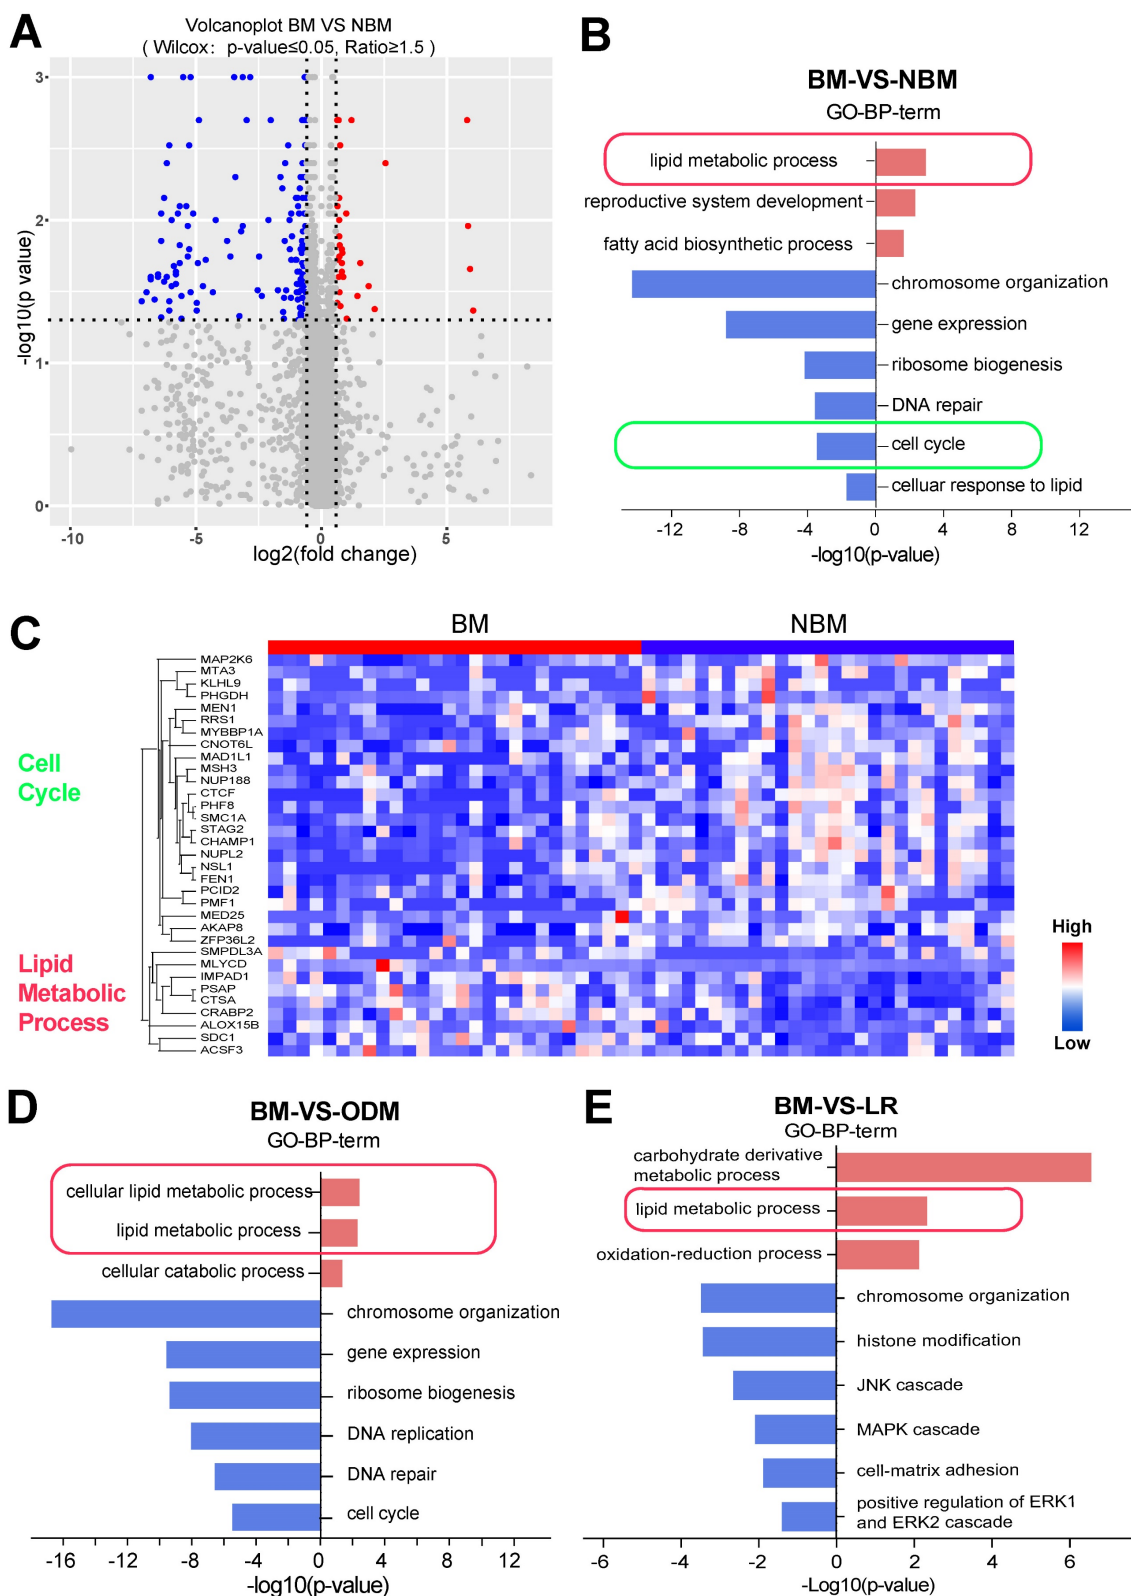 A
Volcanoplot BM VS NBM
( Wilcox: p-value≤0.05, Ratio≥1.5 )
-log10(p value)
3
2
1
0
-10
-5
0
5
log2(fold change)
B
BM-VS-NBM
GO-BP-term
lipid metabolic process
reproductive system development
fatty acid biosynthetic process
chromosome organization
gene expression
ribosome biogenesis
DNA repair
cell cycle
celluar response to lipid
-12 -8 -4 0 4 8 12
-log10(p-value)
C
BM NBM
Cell
Cycle
Lipid
Metabolic
Process
MAP2K6
MTA3
KLHL9
PHGDH
MEN1
RRS1
MYBBP1A
CNOT6L
MAD1L1
MSH3
NUP188
CTCF
PHF8
SMC1A
STAG2
CHAMP1
NUPL2
NSL1
FEN1
PCID2
PMF1
MED25
AKAP8
ZFP36L2
SMPDL3A
MLYCD
IMPAD1
PSAP
CTSA
CRABP2
ALOX15B
SDC1
ACSF3
High
Low
D
BM-VS-ODM
GO-BP-term
cellular lipid metabolic process
lipid metabolic process
cellular catabolic process
chromosome organization
gene expression
ribosome biogenesis
DNA replication
DNA repair
cell cycle
-16 -12 -8 -4 0 4 8 12
-log10(p-value)
E
BM-VS-LR
GO-BP-term
carbohydrate derivative
metabolic process
lipid metabolic process
oxidation-reduction process
chromosome organization
histone modification
JNK cascade
MAPK cascade
cell-matrix adhesion
positive regulation of ERK1
and ERK2 cascade
-6 -4 -2 0 2 4 6
-Log10(p-value)